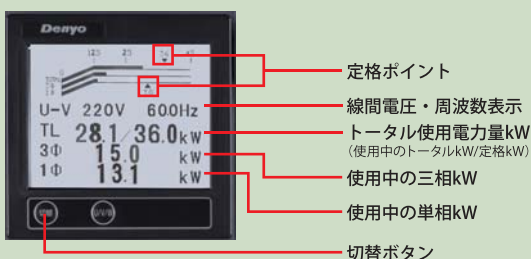 Denyo
定格ポイント
U-V 220V 60.0Hz
線間電圧・周波数表示
TL 28.1/36.0kW
トータル使用電力量kW
(使用中のトータルkW/定格kW)
3Φ 15.0 kW
使用中の三相kW
1Φ 13.1 kW
使用中の単相kW
切替
切替ボタン